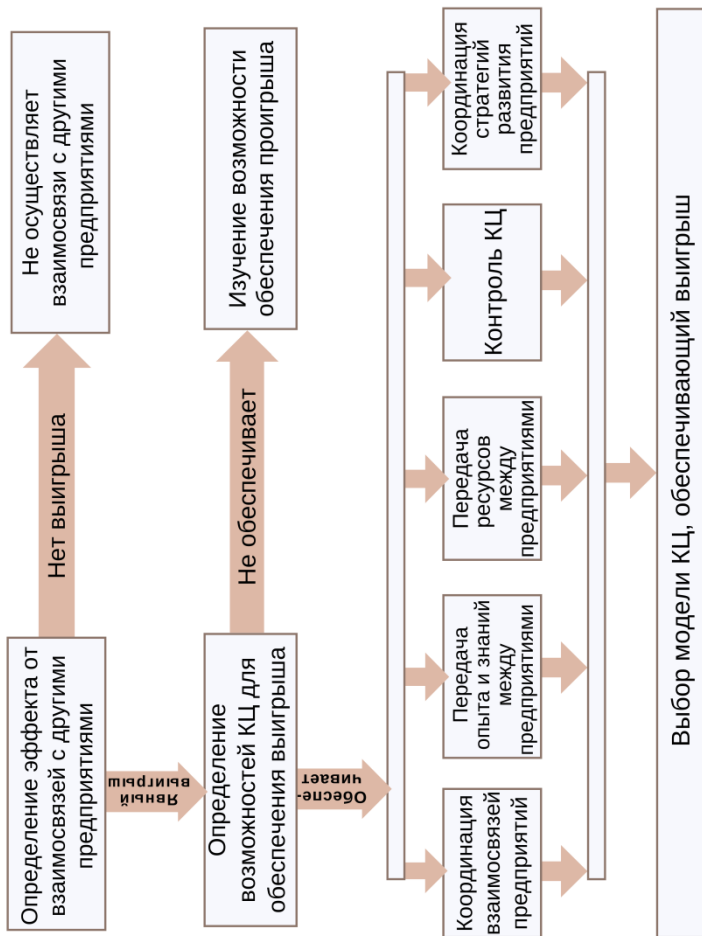 Определение эффекта от
взаимосвязей с другими
предприятиями
Нет выигрыша
Не осуществляет
взаимосвязи с другими
предприятиями
Явный
выигрыш
Определение
возможностей КЦ для
обеспечения выигрыша
Не обеспечивает
Изучение возможности
обеспечения проигрыша
Обеспе-
чивает
Координация
взаимосвязей
предприятий
Передача
опыта и знаний
между
предприятиями
Передача
ресурсов
между
предприятиями
Контроль КЦ
Координация
стратегий
развития
предприятий
Выбор модели КЦ, обеспечивающий выигрыш